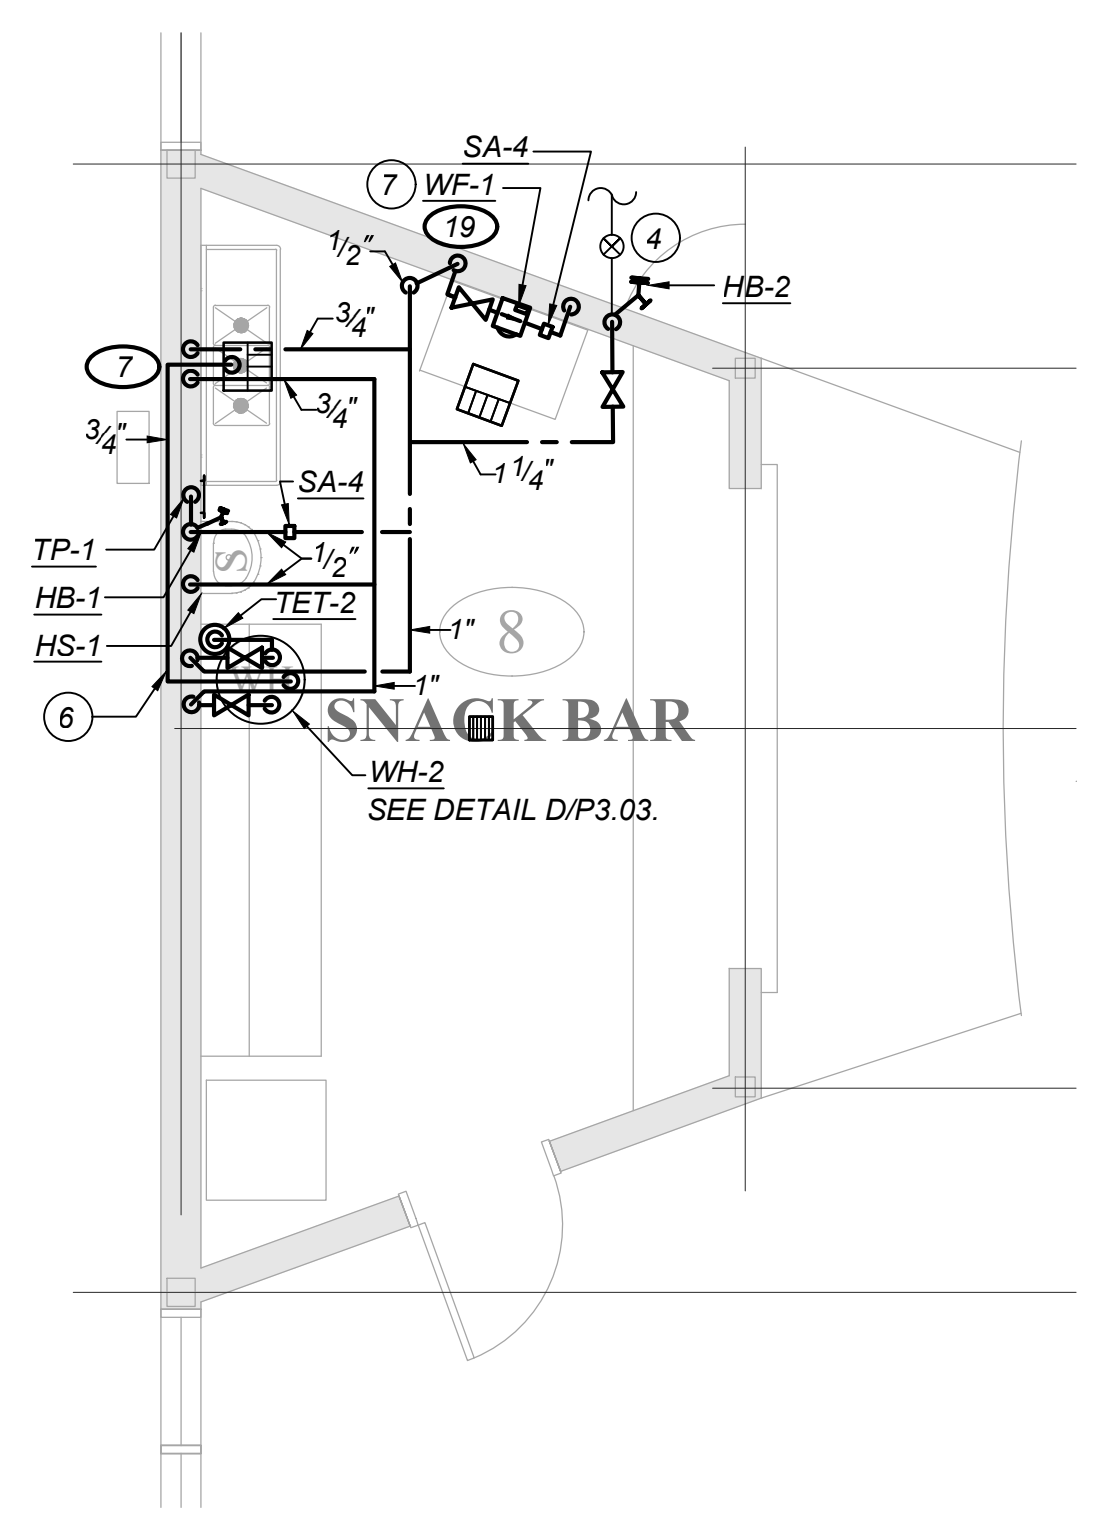 SA-4
7 WF-1
19
4
1/2"
HB-2
3/4"
7
3/4"
3/4"
1 1/4"
SA-4
TP-1
1/2"
S
HB-1
TET-2
HS-1
8
1"
WH
1"
6
SNACK BAR
WH-2
SEE DETAIL D/P3.03.